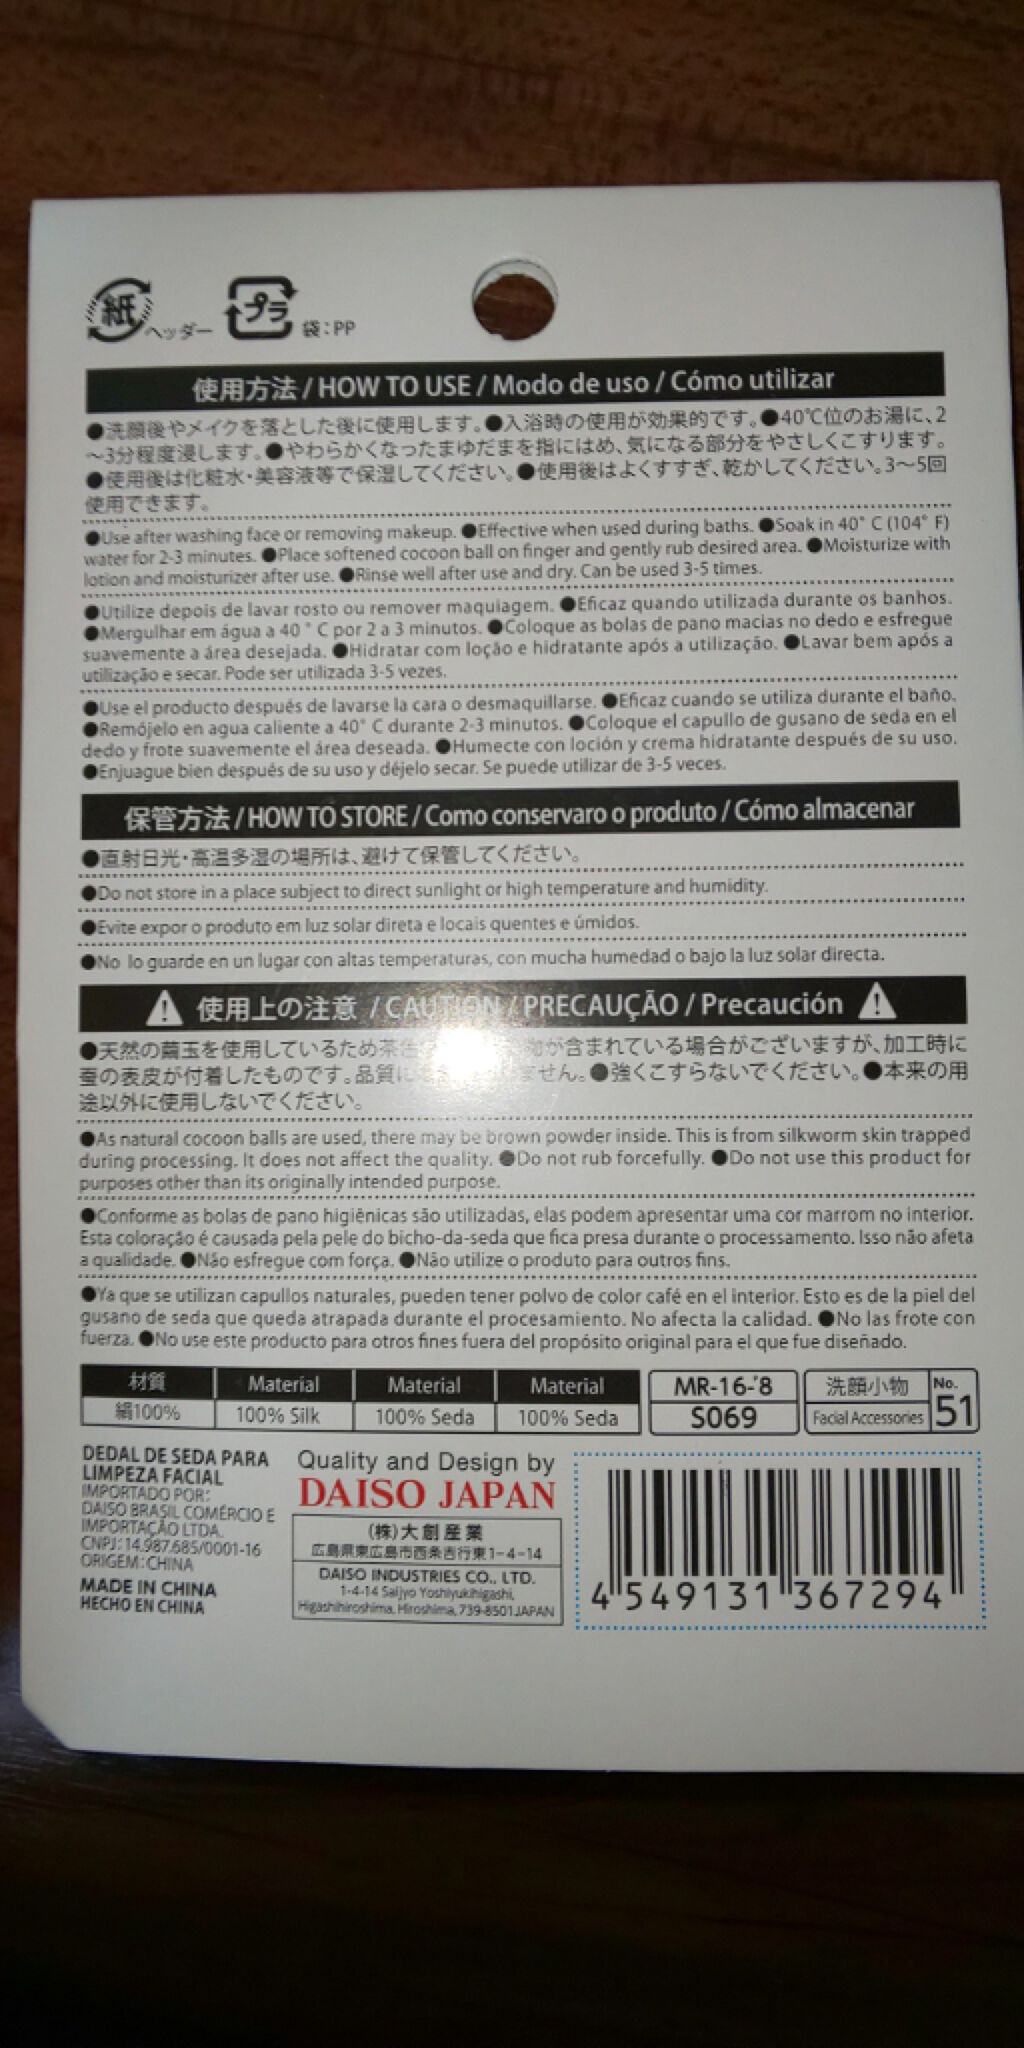 紙 ヘッダー プラ 袋:PP
使用方法 / HOW TO USE / Modo de uso / Cómo utilizar
●洗顔後やメイクを落とした後に使用します。●入浴時の使用が効果的です。●40℃位のお湯に、2
～3分程度浸します。●やわらかくなったまゆだまを指にはめ、気になる部分をやさしくこすります。
●使用後は化粧水・美容液等で保湿してください。●使用後はよくすすぎ、乾かしてください。3～5回
使用できます。
●Use after washing face or removing makeup. ●Effective when used during baths. ●Soak in 40° C (104° F)
water for 2-3 minutes. ●Place softened cocoon ball on finger and gently rub desired area. ●Moisturize with
lotion and moisturizer after use. ●Rinse well after use and dry. Can be used 3-5 times.
●Utilize depois de lavar rosto ou remover maquiagem. ●Eficaz quando utilizada durante os banhos.
●Mergulhar em água a 40 ° C por 2 a 3 minutos. ●Coloque as bolas de pano macias no dedo e esfregue
suavemente a área desejada. ●Hidratar com loção e hidratante após a utilização. ●Lavar bem após a
utilização e secar. Pode ser utilizada 3-5 vezes.
●Use el producto después de lavarse la cara o desmaquillarse. ●Eficaz cuando se utiliza durante el baño.
●Remójelo en agua caliente a 40° C durante 2-3 minutos. ●Coloque el capullo de gusano de seda en el
dedo y frote suavemente el área deseada. ●Humecte con loción y crema hidratante después de su uso.
●Enjuague bien después de su uso y déjelo secar. Se puede utilizar de 3-5 veces.
保管方法 / HOW TO STORE / Como conservaro o produto / Cómo almacenar
●直射日光・高温多湿の場所は、避けて保管してください。
●Do not store in a place subject to direct sunlight or high temperature and humidity.
●Evite expor o produto em luz solar direta e locais quentes e úmidos.
●No lo guarde en un lugar con altas temperaturas, con mucha humedad o bajo la luz solar directa.
使用上の注意 / CAUTION / PRECAUÇÃO / Precaución
●天然の繭玉を使用しているため茶色 が含まれている場合がございますが、加工時に
蚕の表皮が付着したものです。品質に ません。●強くこすらないでください。●本来の用
途以外に使用しないでください。
●As natural cocoon balls are used, there may be brown powder inside. This is from silkworm skin trapped
during processing. It does not affect the quality. ●Do not rub forcefully. ●Do not use this product for
purposes other than its originally intended purpose.
●Conforme as bolas de pano higiênicas são utilizadas, elas podem apresentar uma cor marrom no interior.
Esta coloração é causada pela pele do bicho-da-seda que fica presa durante o processamento. Isso não afeta
a qualidade. ●Não esfregue com força. ●Não utilize o produto para outros fins.
●Ya que se utilizan capullos naturales, pueden tener polvo de color café en el interior. Esto es de la piel del
gusano de seda que queda atrapada durante el procesamiento. No afecta la calidad. ●No las frote con
fuerza. ●No use este producto para otros fines fuera del propósito original para el que fue diseñado.
材質 Material Material Material
絹100% 100% Silk 100% Seda 100% Seda
MR-16-'8
S069
洗顔小物 No.
Facial Accessories 51
DEDAL DE SEDA PARA
LIMPEZA FACIAL
IMPORTADO POR:
DAISO BRASIL COMÉRCIO E
IMPORTAÇÃO LTDA.
CNPJ: 14.987.685/0001-16
ORIGEM: CHINA
MADE IN CHINA
HECHO EN CHINA
Quality and Design by
DAISO JAPAN
(株)大創産業
広島県東広島市西条吉行東1-4-14
DAISO INDUSTRIES CO., LTD.
1-4-14 Saijyo Yoshiyukihigashi,
Higashihiroshima, Hiroshima, 739-8501 JAPAN
4 549131 367294